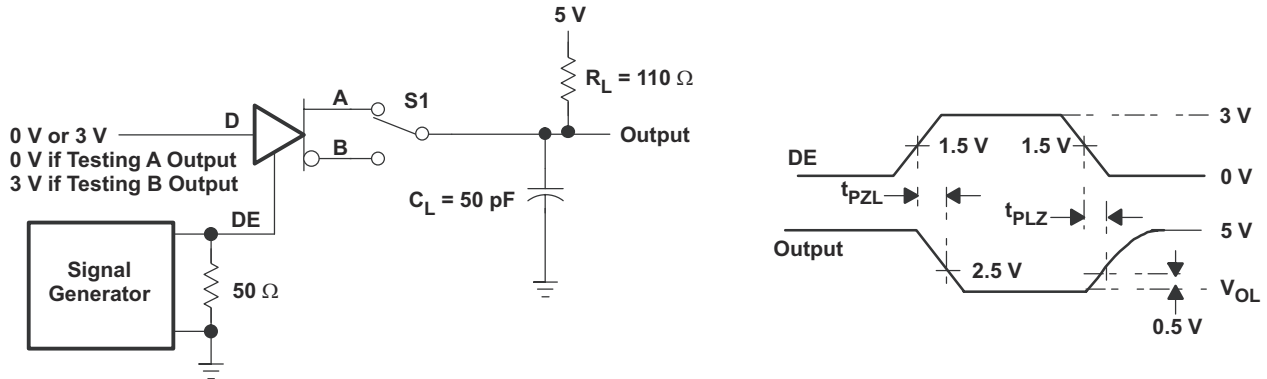 5 V
R_L = 110 Ω
A
S1
D
0 V or 3 V
Output
0 V if Testing A Output
B
3 V if Testing B Output
C_L = 50 pF
DE
Signal
Generator
50 Ω
3 V
1.5 V
1.5 V
DE
0 V
t_PZL
t_PLZ
5 V
Output
2.5 V
V_OL
0.5 V